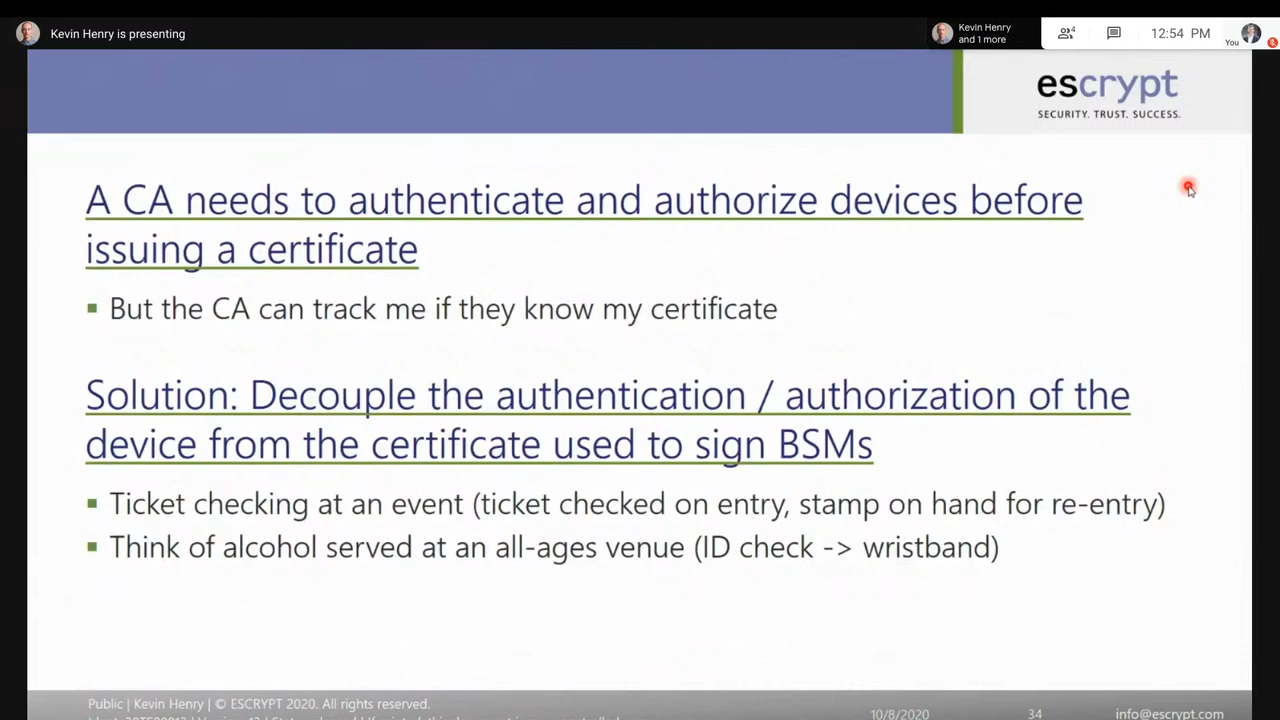 Kevin Henry is presenting
Kevin Henry
and 1 more
4
12:54 PM
You
escrypt
SECURITY. TRUST. SUCCESS.
A CA needs to authenticate and authorize devices before
issuing a certificate
▪ But the CA can track me if they know my certificate
Solution: Decouple the authentication / authorization of the
device from the certificate used to sign BSMs
▪ Ticket checking at an event (ticket checked on entry, stamp on hand for re-entry)
▪ Think of alcohol served at an all-ages venue (ID check -> wristband)
Public | Kevin Henry | © ESCRYPT 2020. All rights reserved.
10/8/2020
34
info@escrypt.com